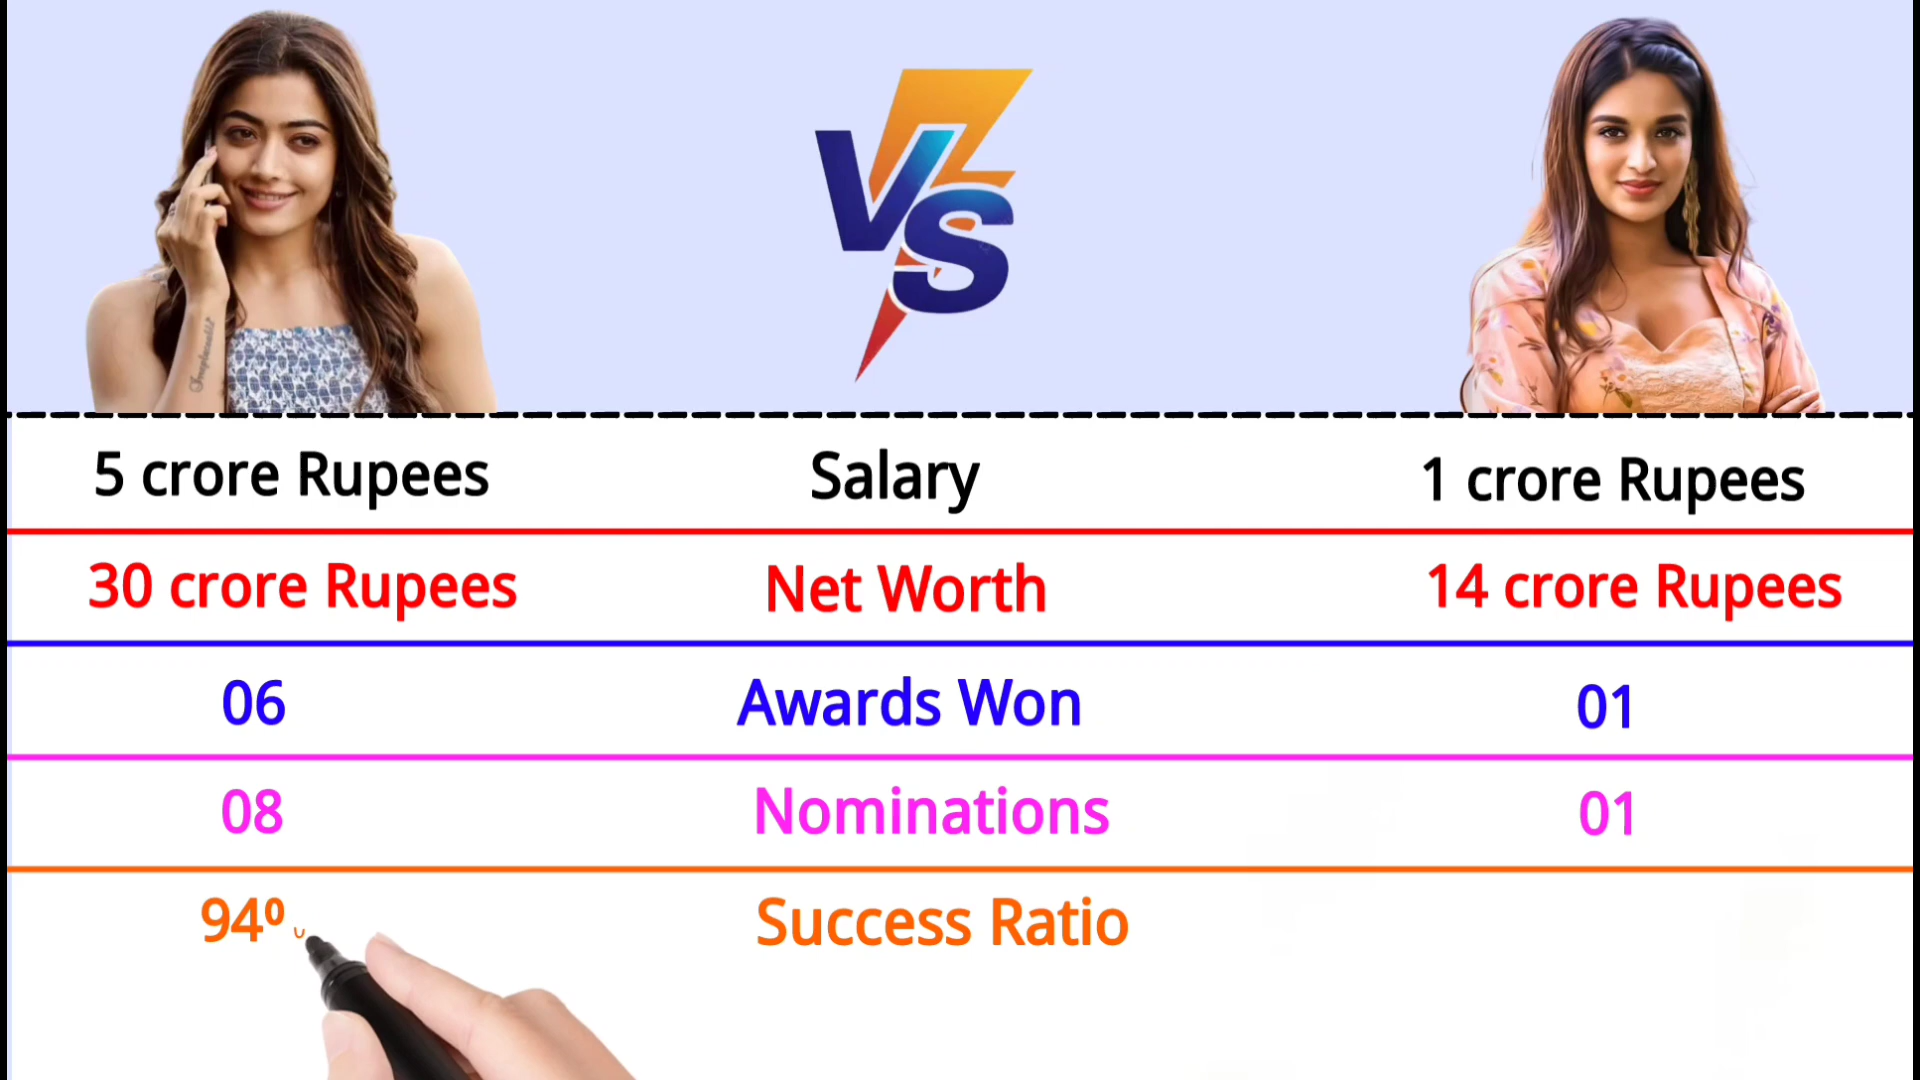 VS
5 crore Rupees Salary 1 crore Rupees
30 crore Rupees Net Worth 14 crore Rupees
06 Awards Won 01
08 Nominations 01
94 Success Ratio